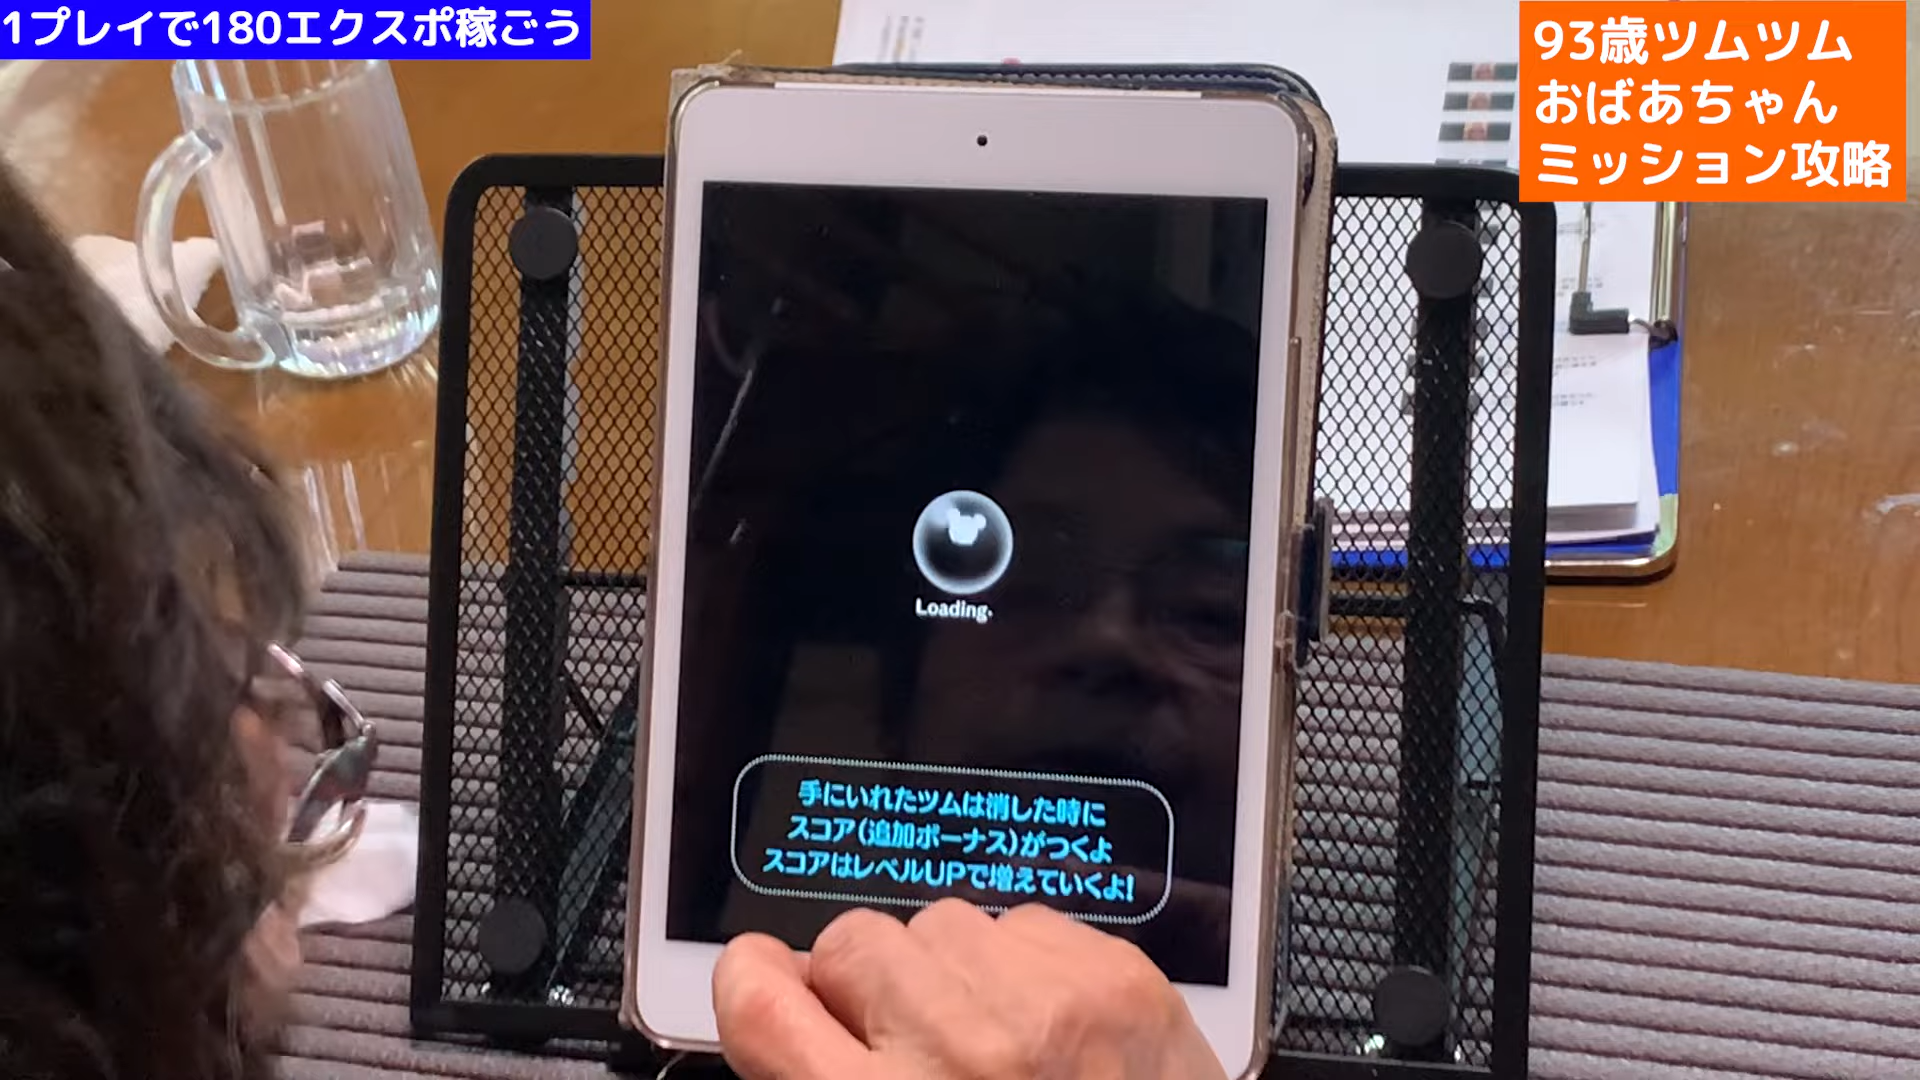 1プレイで180エクスポ稼ごう
93歳ツムツム
おばあちゃん
ミッション攻略
Loading.
手にいれたツムは消した時に
スコア(追加ボーナス)がつくよ
スコアはレベルUPで増えていくよ!